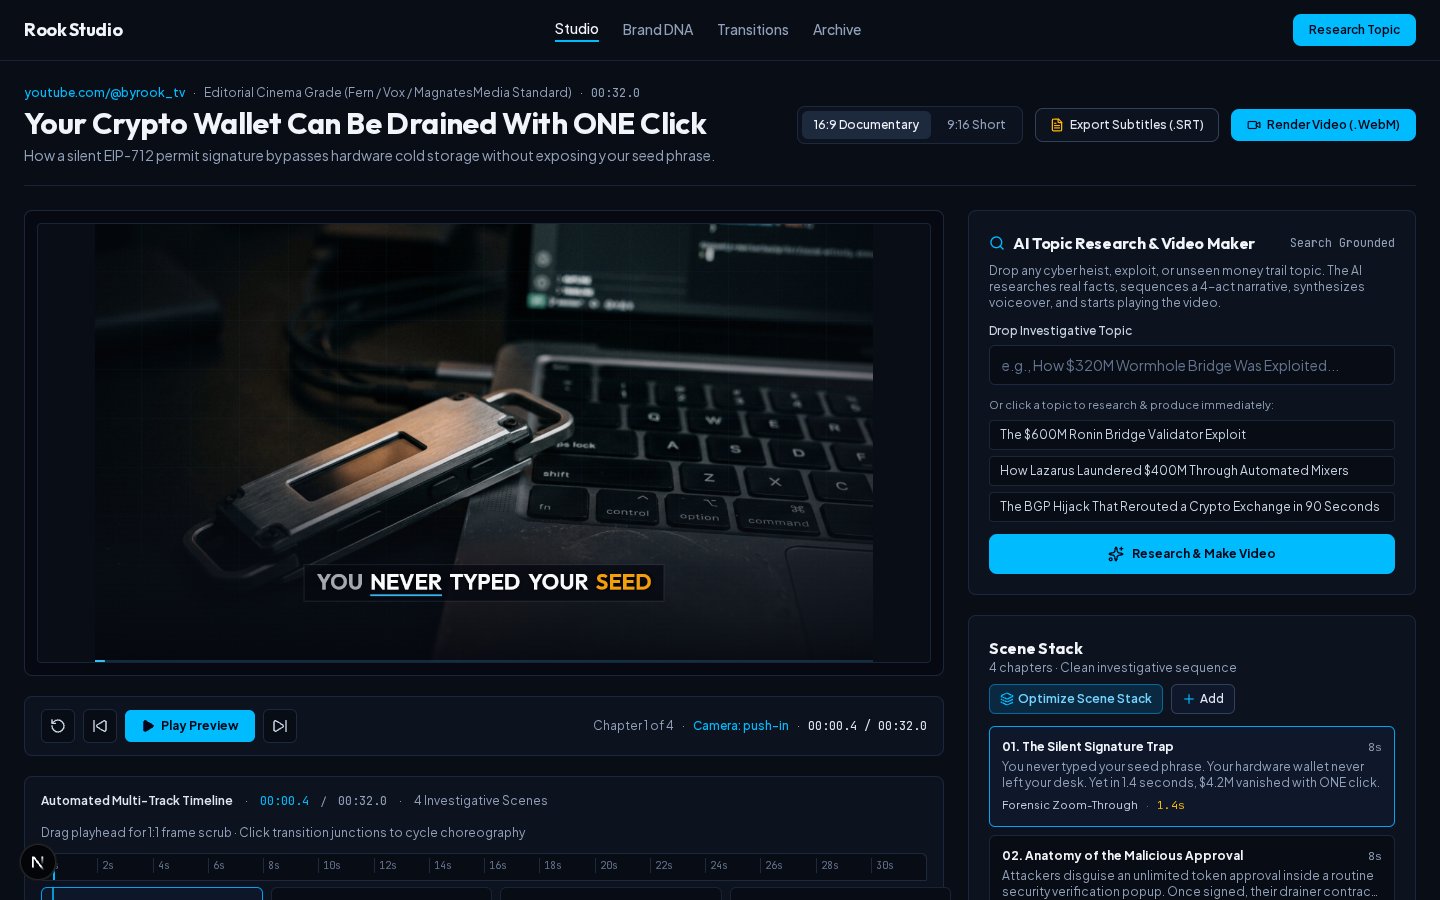 Rook Studio
Studio
Brand DNA
Transitions
Archive
Research Topic
youtube.com/@byrook_tv · Editorial Cinema Grade (Fern / Vox / MagnatesMedia Standard) · 00:32.0
Your Crypto Wallet Can Be Drained With ONE Click
How a silent EIP-712 permit signature bypasses hardware cold storage without exposing your seed phrase.
16:9 Documentary
9:16 Short
Export Subtitles (.SRT)
Render Video (.WebM)
Q
W
E
R
T
ps lock
A
S
D
F
shift
Z
X
C
fn
control
option
command
YOU NEVER TYPED YOUR SEED
Play Preview
Chapter 1 of 4 · Camera: push-in · 00:00.4 / 00:32.0
Automated Multi-Track Timeline · 00:00.4 / 00:32.0 · 4 Investigative Scenes
Drag playhead for 1:1 frame scrub · Click transition junctions to cycle choreography
N
2s
4s
6s
8s
10s
12s
14s
16s
18s
20s
22s
24s
26s
28s
30s
AI Topic Research & Video Maker
Search Grounded
Drop any cyber heist, exploit, or unseen money trail topic. The AI
researches real facts, sequences a 4-act narrative, synthesizes
voiceover, and starts playing the video.
Drop Investigative Topic
e.g., How $320M Wormhole Bridge Was Exploited...
Or click a topic to research & produce immediately:
The $600M Ronin Bridge Validator Exploit
How Lazarus Laundered $400M Through Automated Mixers
The BGP Hijack That Rerouted a Crypto Exchange in 90 Seconds
Research & Make Video
Scene Stack
4 chapters · Clean investigative sequence
Optimize Scene Stack
Add
01. The Silent Signature Trap
8s
You never typed your seed phrase. Your hardware wallet never
left your desk. Yet in 1.4 seconds, $4.2M vanished with ONE click.
Forensic Zoom-Through · 1.4s
02. Anatomy of the Malicious Approval
8s
Attackers disguise an unlimited token approval inside a routine
security verification popup. Once signed, their drainer contrac…